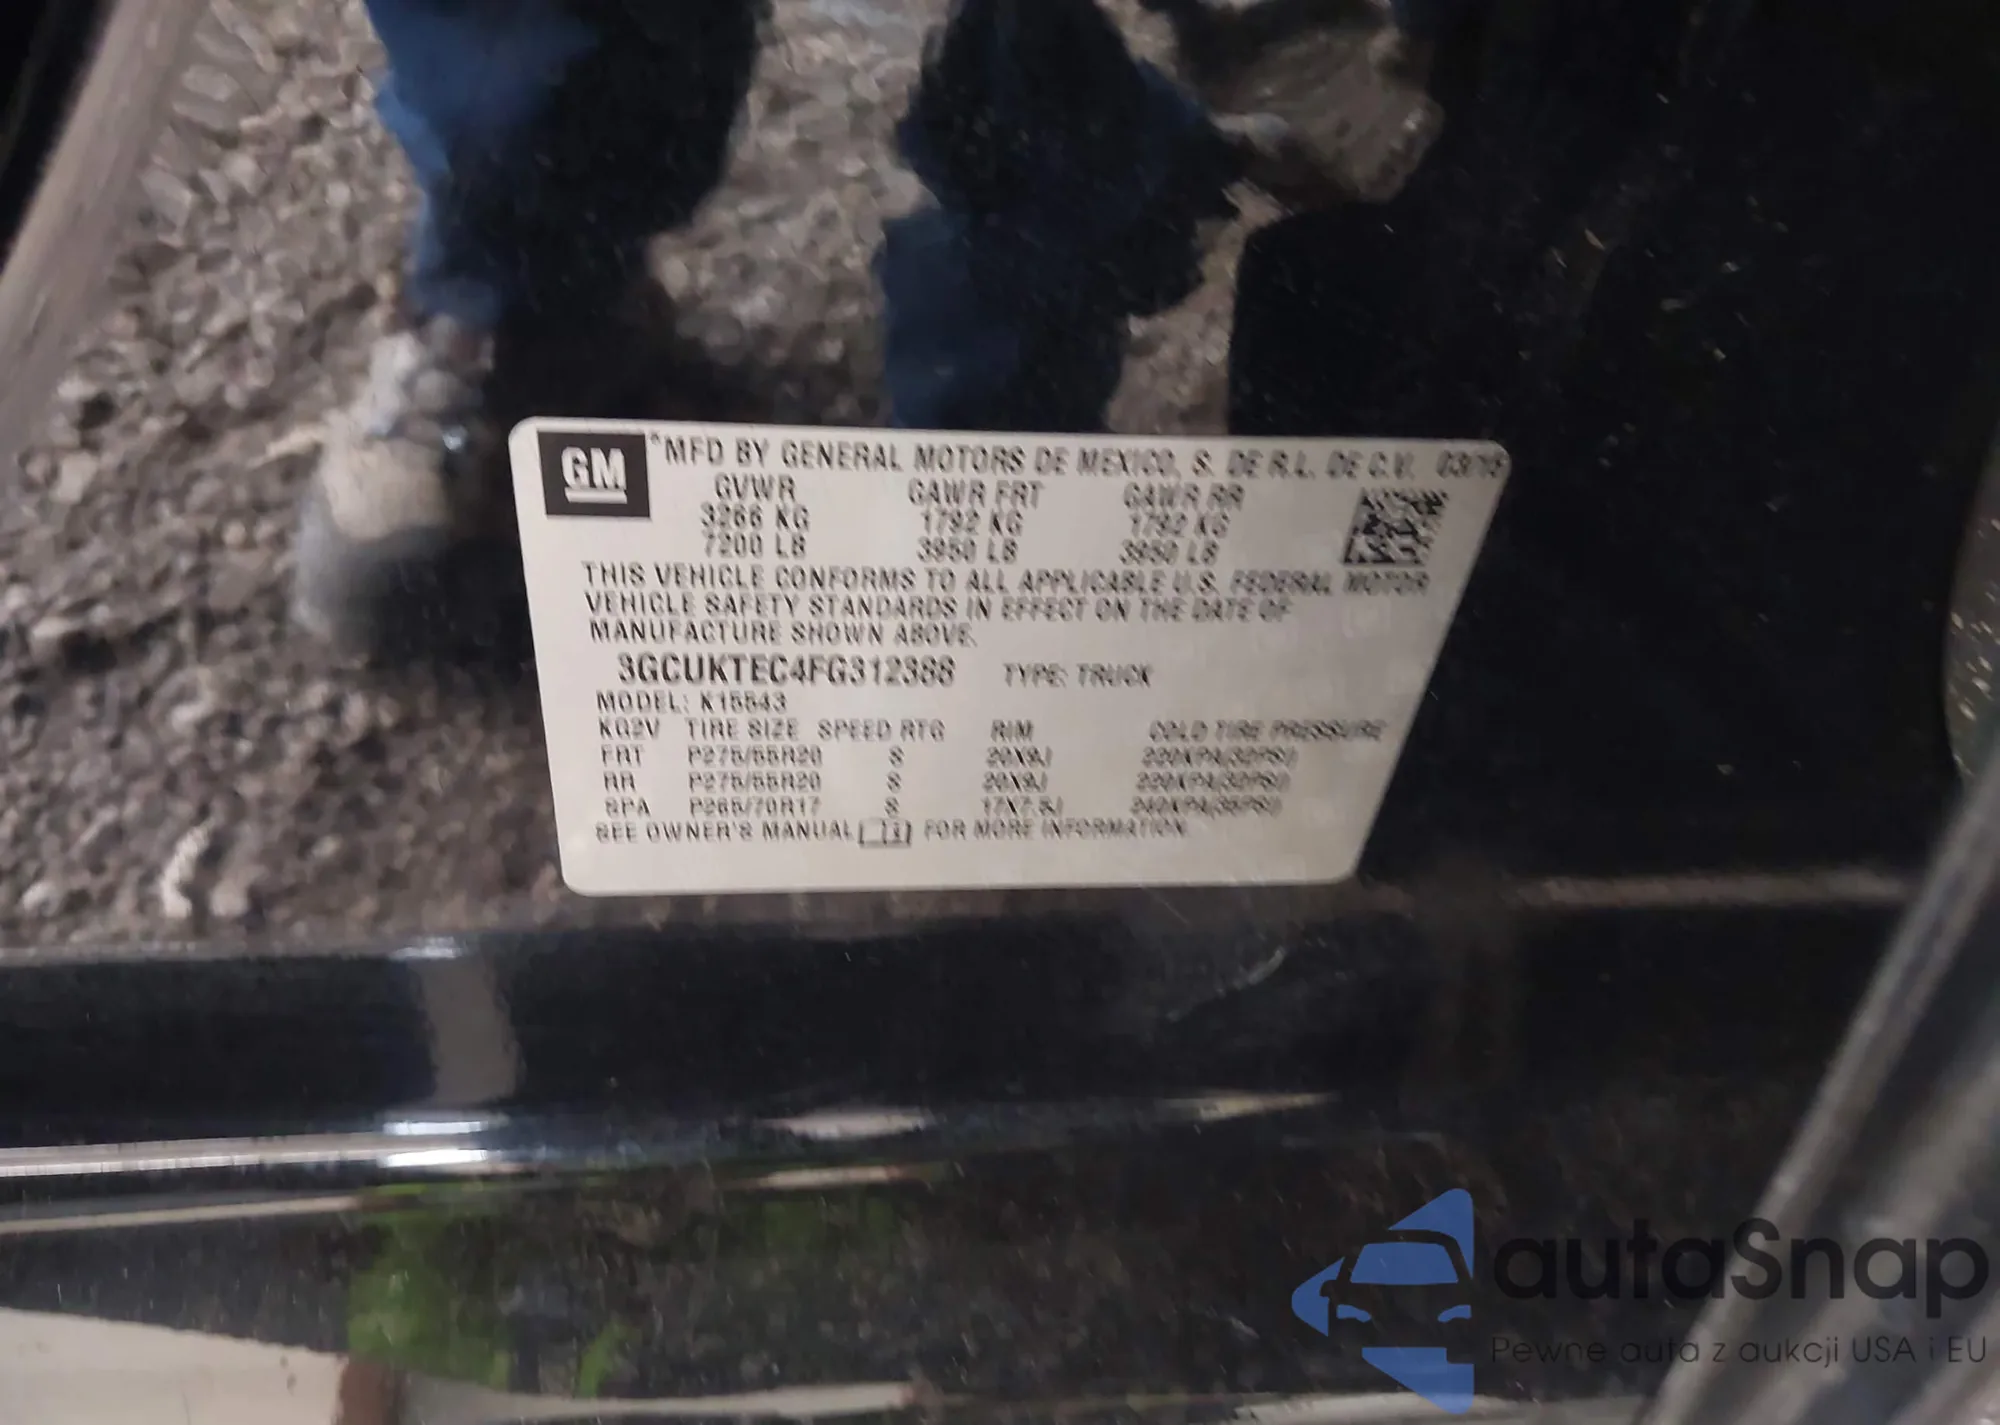 GM
*MFD BY GENERAL MOTORS DE MEXICO, S. DE R.L. DE C.V. 03/15
GVWR GAWR FRT GAWR RR
3266 KG 1792 KG 1792 KG
7200 LB 3950 LB 3950 LB
THIS VEHICLE CONFORMS TO ALL APPLICABLE U.S. FEDERAL MOTOR
VEHICLE SAFETY STANDARDS IN EFFECT ON THE DATE OF
MANUFACTURE SHOWN ABOVE.
3GCUKTEC4FG312388 TYPE: TRUCK
MODEL: K15543
KG2V TIRE SIZE SPEED RTG RIM COLD TIRE PRESSURE
FRT P275/55R20 S 20X9J 220KPA(32PSI)
RR P275/55R20 S 20X9J 220KPA(32PSI)
SPA P265/70R17 S 17X7.5J 240KPA(35PSI)
SEE OWNER'S MANUAL FOR MORE INFORMATION.
autaSnap
Pewne auta z aukcji USA i EU